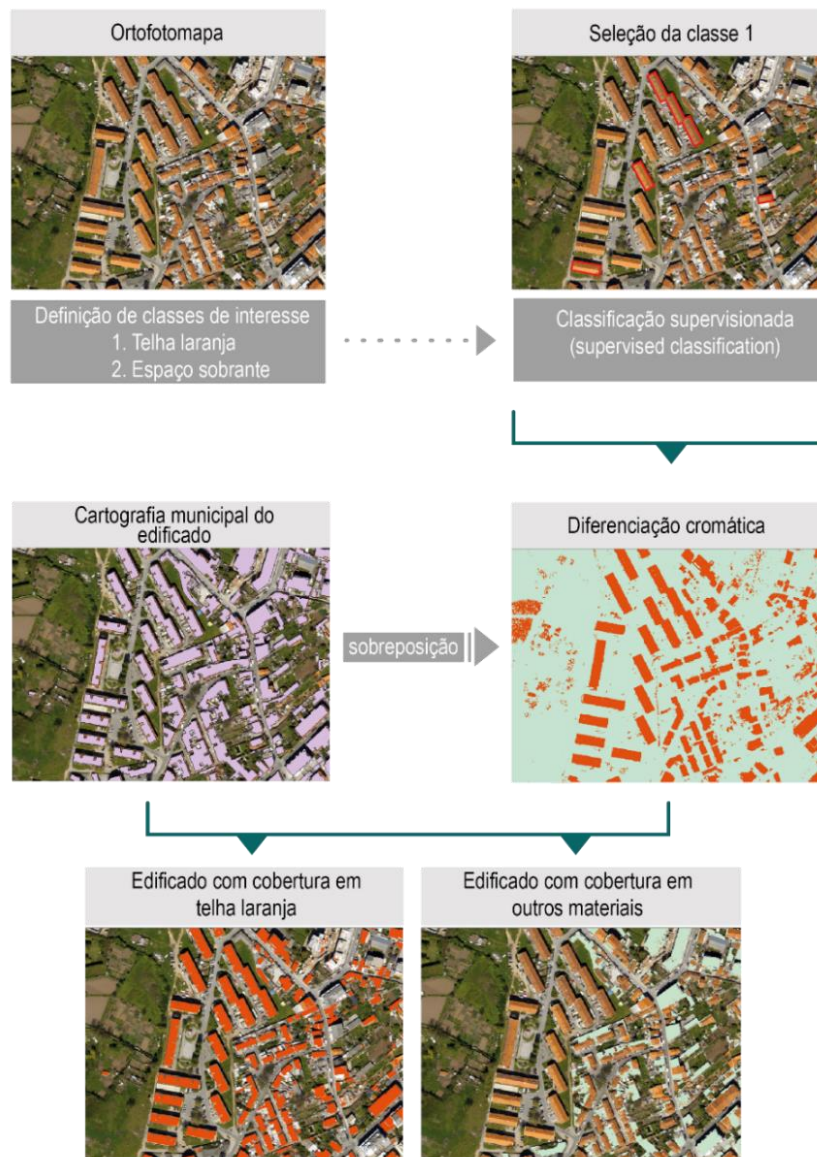 Ortofotomapa
Seleção da classe 1
Definição de classes de interesse
1. Telha laranja
2. Espaço sobrante
Classificação supervisionada
(supervised classification)
Cartografia municipal do
edificado
Diferenciação cromática
sobreposição
Edificado com cobertura em
telha laranja
Edificado com cobertura em
outros materiais